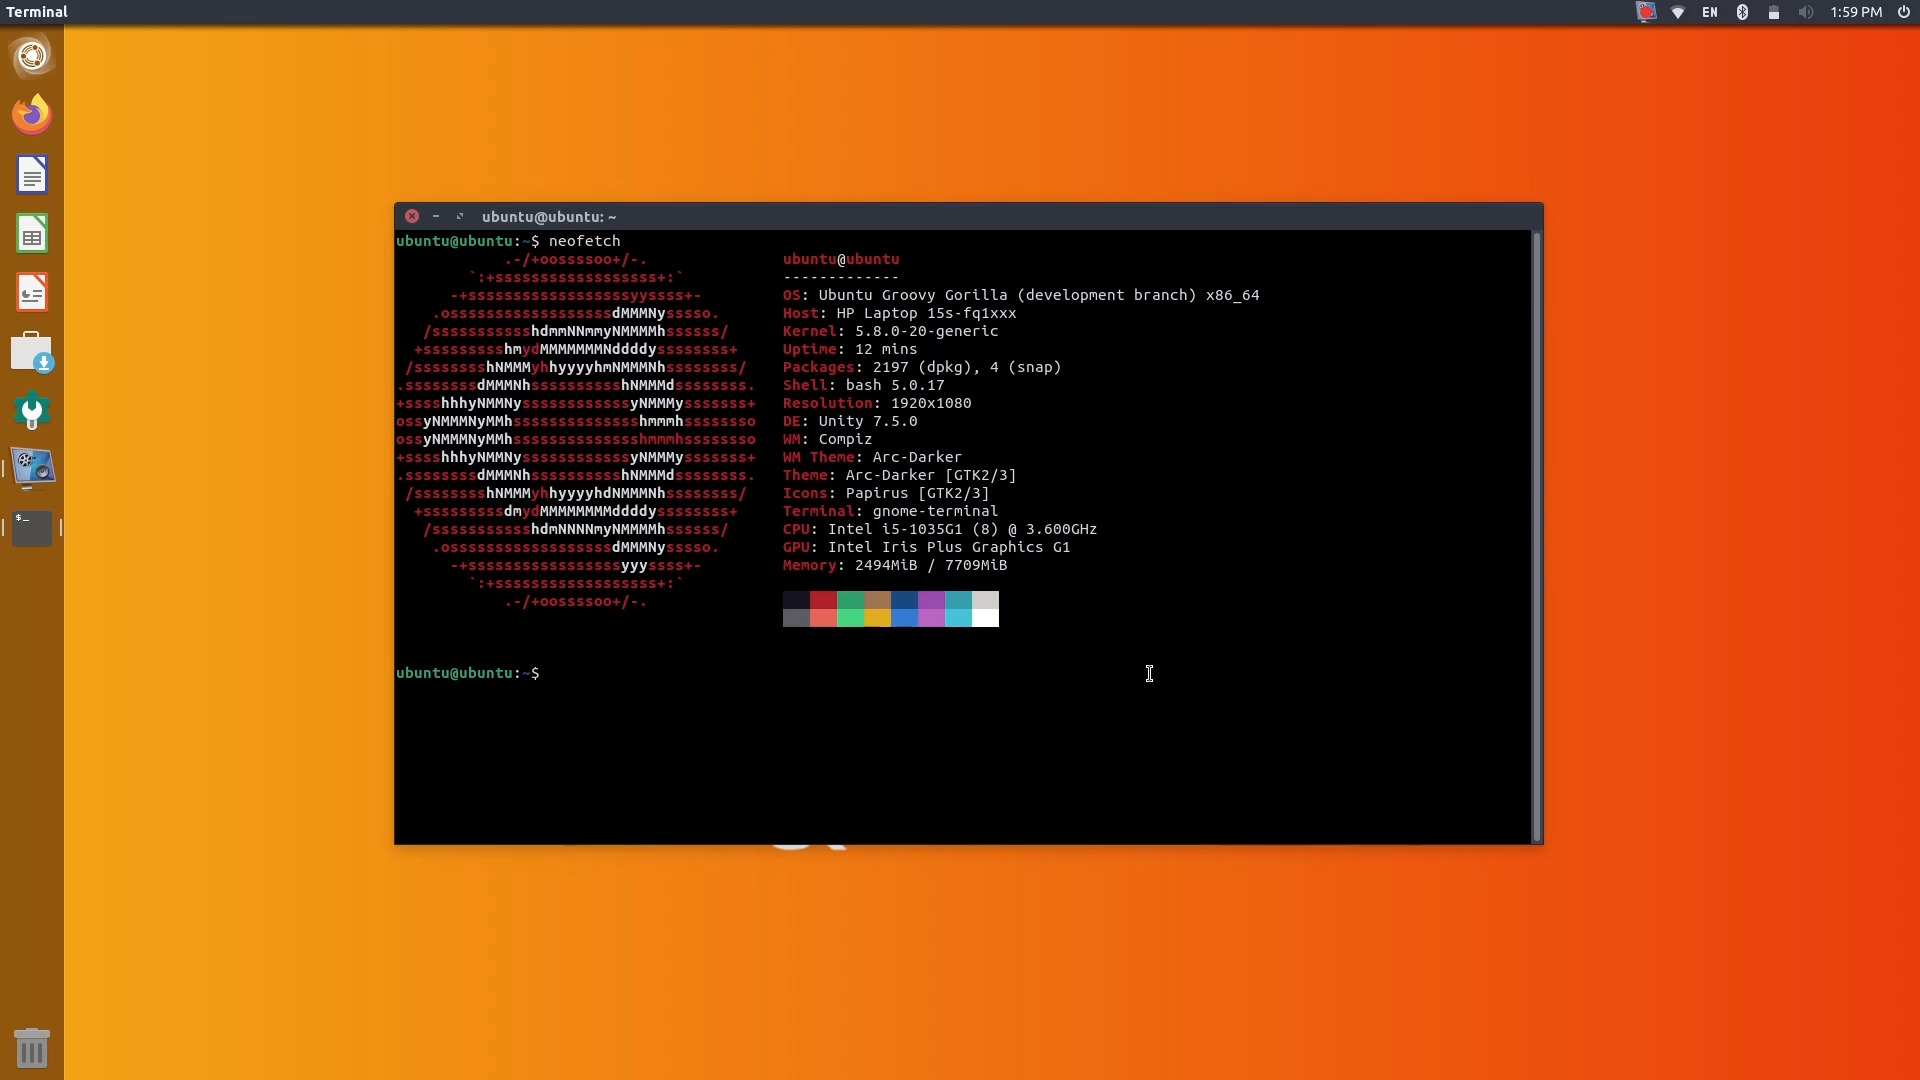 Terminal
EN
1:59 PM
ubuntu@ubuntu: ~
ubuntu@ubuntu:~$ neofetch
.-/+oossssoo+/-.
`:+ssssssssssssssssss+:`
-+ssssssssssssssssssyyssss+-
.ossssssssssssssssssdMMMNysssso.
/ssssssssssshdmmNNmmyNMMMMhssssss/
+ssssssssshmydMMMMMMMNddddyssssssss+
/sssssssshNMMMyhhyyyyhmNMMMNhssssssss/
.ssssssssdMMMNhsssssssssshNMMMdssssssss.
+sssshhhyNMMNyssssssssssssyNMMMysssssss+
ossyNMMMNyMMhsssssssssssssshmmmhssssssso
ossyNMMMNyMMhsssssssssssssshmmmhssssssso
+sssshhhyNMMNyssssssssssssyNMMMysssssss+
.ssssssssdMMMNhsssssssssshNMMMdssssssss.
/sssssssshNMMMyhhyyyyhdNMMMNhssssssss/
+sssssssssdmydMMMMMMMMddddyssssssss+
/ssssssssssshdmNNNNmyNMMMMhssssss/
.ossssssssssssssssssdMMMNysssso.
-+sssssssssssssssssyyyssss+-
`:+ssssssssssssssssss+:`
.-/+oossssoo+/-.
ubuntu@ubuntu
-------------
OS: Ubuntu Groovy Gorilla (development branch) x86_64
Host: HP Laptop 15s-fq1xxx
Kernel: 5.8.0-20-generic
Uptime: 12 mins
Packages: 2197 (dpkg), 4 (snap)
Shell: bash 5.0.17
Resolution: 1920x1080
DE: Unity 7.5.0
WM: Compiz
WM Theme: Arc-Darker
Theme: Arc-Darker [GTK2/3]
Icons: Papirus [GTK2/3]
Terminal: gnome-terminal
CPU: Intel i5-1035G1 (8) @ 3.600GHz
GPU: Intel Iris Plus Graphics G1
Memory: 2494MiB / 7709MiB
ubuntu@ubuntu:~$